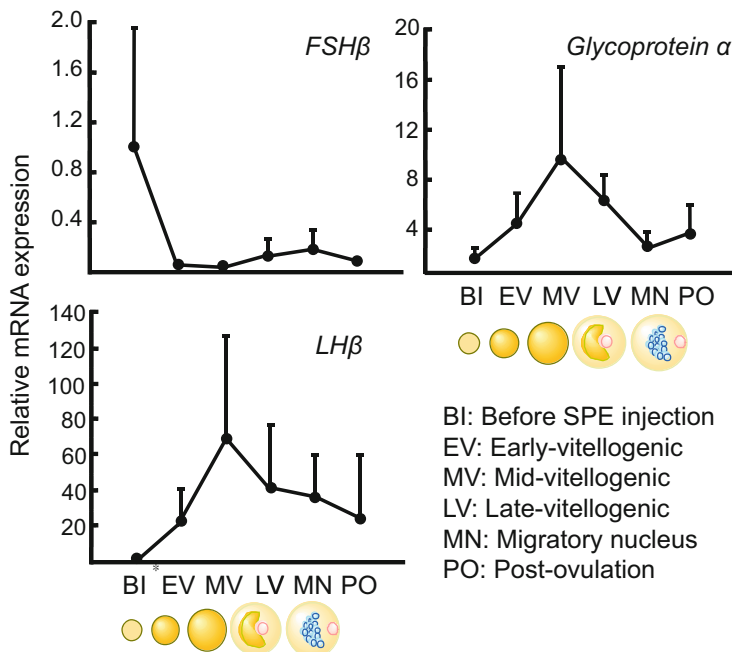 Relative mRNA expression
FSHβ
2.0
1.6
1.2
0.8
0.4
Glycoprotein α
20
16
12
8
4
BI EV MV LV MN PO
LHβ
140
120
100
80
60
40
20
BI * EV MV LV MN PO
BI: Before SPE injection
EV: Early-vitellogenic
MV: Mid-vitellogenic
LV: Late-vitellogenic
MN: Migratory nucleus
PO: Post-ovulation